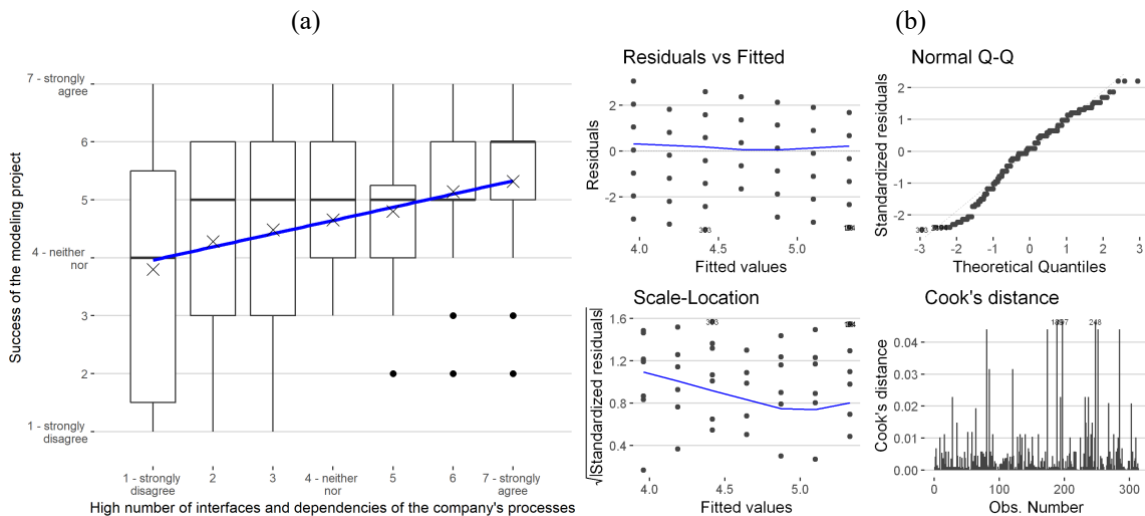 (a)
(b)
7 - strongly
agree
6
5
4 - neither
nor
3
2
1 - strongly
disagree
Success of the modeling project
1 - strongly
disagree
2
3
4 - neither
nor
5
6
7 - strongly
agree
High number of interfaces and dependencies of the company's processes
Residuals vs Fitted
2
0
-2
Residuals
4.0
4.5
5.0
Fitted values
Normal Q-Q
2
1
0
-1
-2
Standardized residuals
-3
-2
-1
0
1
2
3
Theoretical Quantiles
Scale-Location
1.6
1.2
0.8
0.4
√|Standardized residuals|
4.0
4.5
5.0
Fitted values
Cook's distance
248
0.04
0.03
0.02
0.01
0.00
Cook's distance
0
100
200
300
Obs. Number